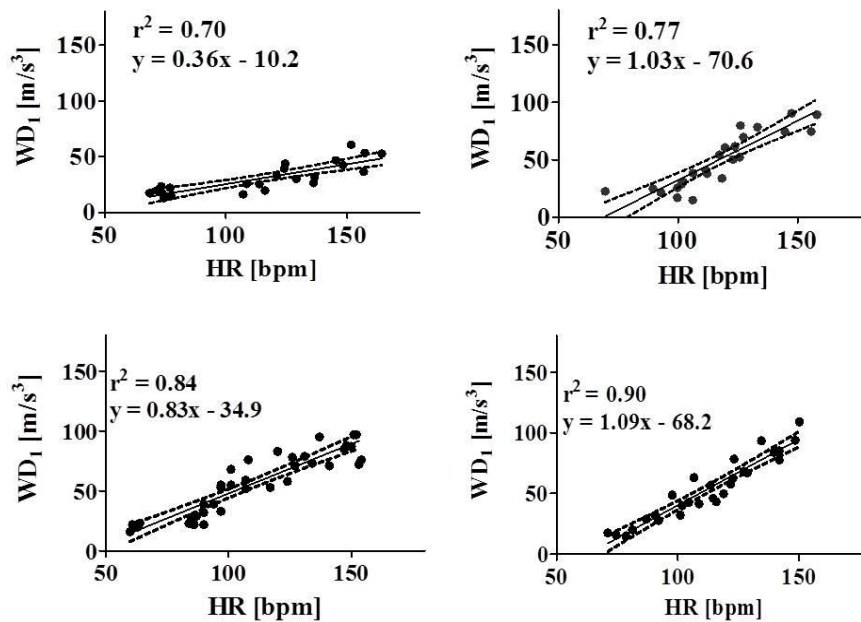 r² = 0.70
y = 0.36x - 10.2
WD₁ [m/s³]
150
100
50
0
50
100
150
HR [bpm]
r² = 0.77
y = 1.03x - 70.6
WD₁ [m/s³]
150
100
50
0
50
100
150
HR [bpm]
r² = 0.84
y = 0.83x - 34.9
WD₁ [m/s³]
150
100
50
0
50
100
150
HR [bpm]
r² = 0.90
y = 1.09x - 68.2
WD₁ [m/s³]
150
100
50
0
50
100
150
HR [bpm]